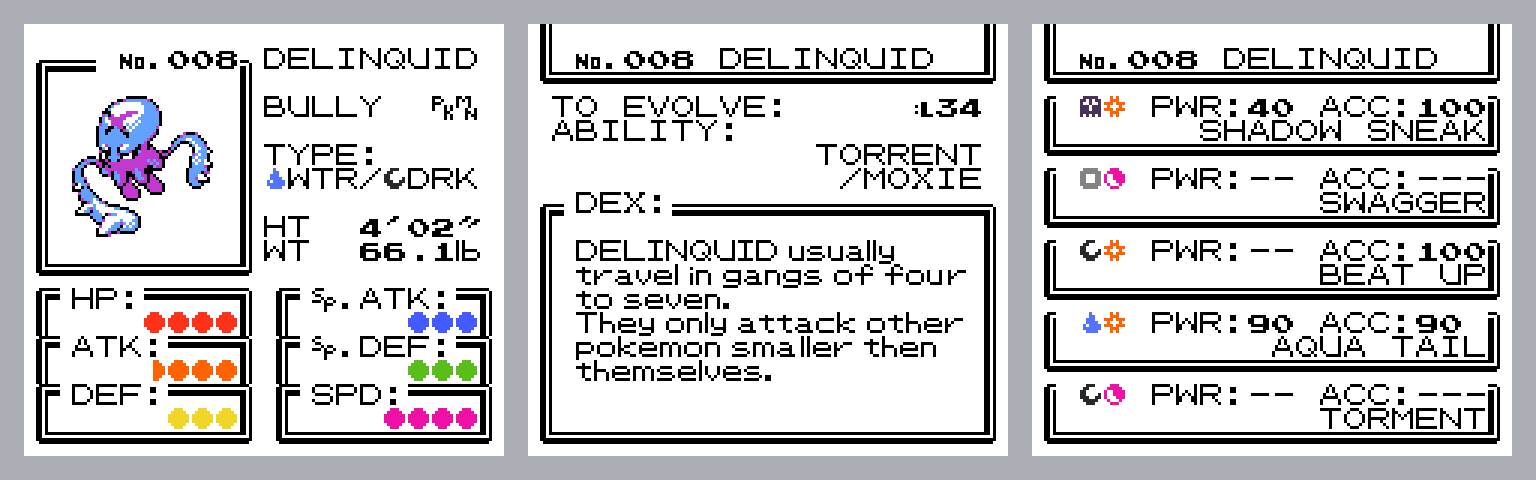 No.008 DELINQUID
BULLY PKMN
TYPE:
WTR/DRK
HT 4'02"
WT 66.1lb
HP:
Sp.ATK:
ATK:
Sp.DEF:
DEF:
SPD:
No.008 DELINQUID
TO EVOLVE: :L34
ABILITY:
TORRENT
/MOXIE
DEX:
DELINQUID usually
travel in gangs of four
to seven.
They only attack other
pokemon smaller then
themselves.
No.008 DELINQUID
PWR:40 ACC:100
SHADOW SNEAK
PWR:-- ACC:---
SWAGGER
PWR:-- ACC:100
BEAT UP
PWR:90 ACC:90
AQUA TAIL
PWR:-- ACC:---
TORMENT